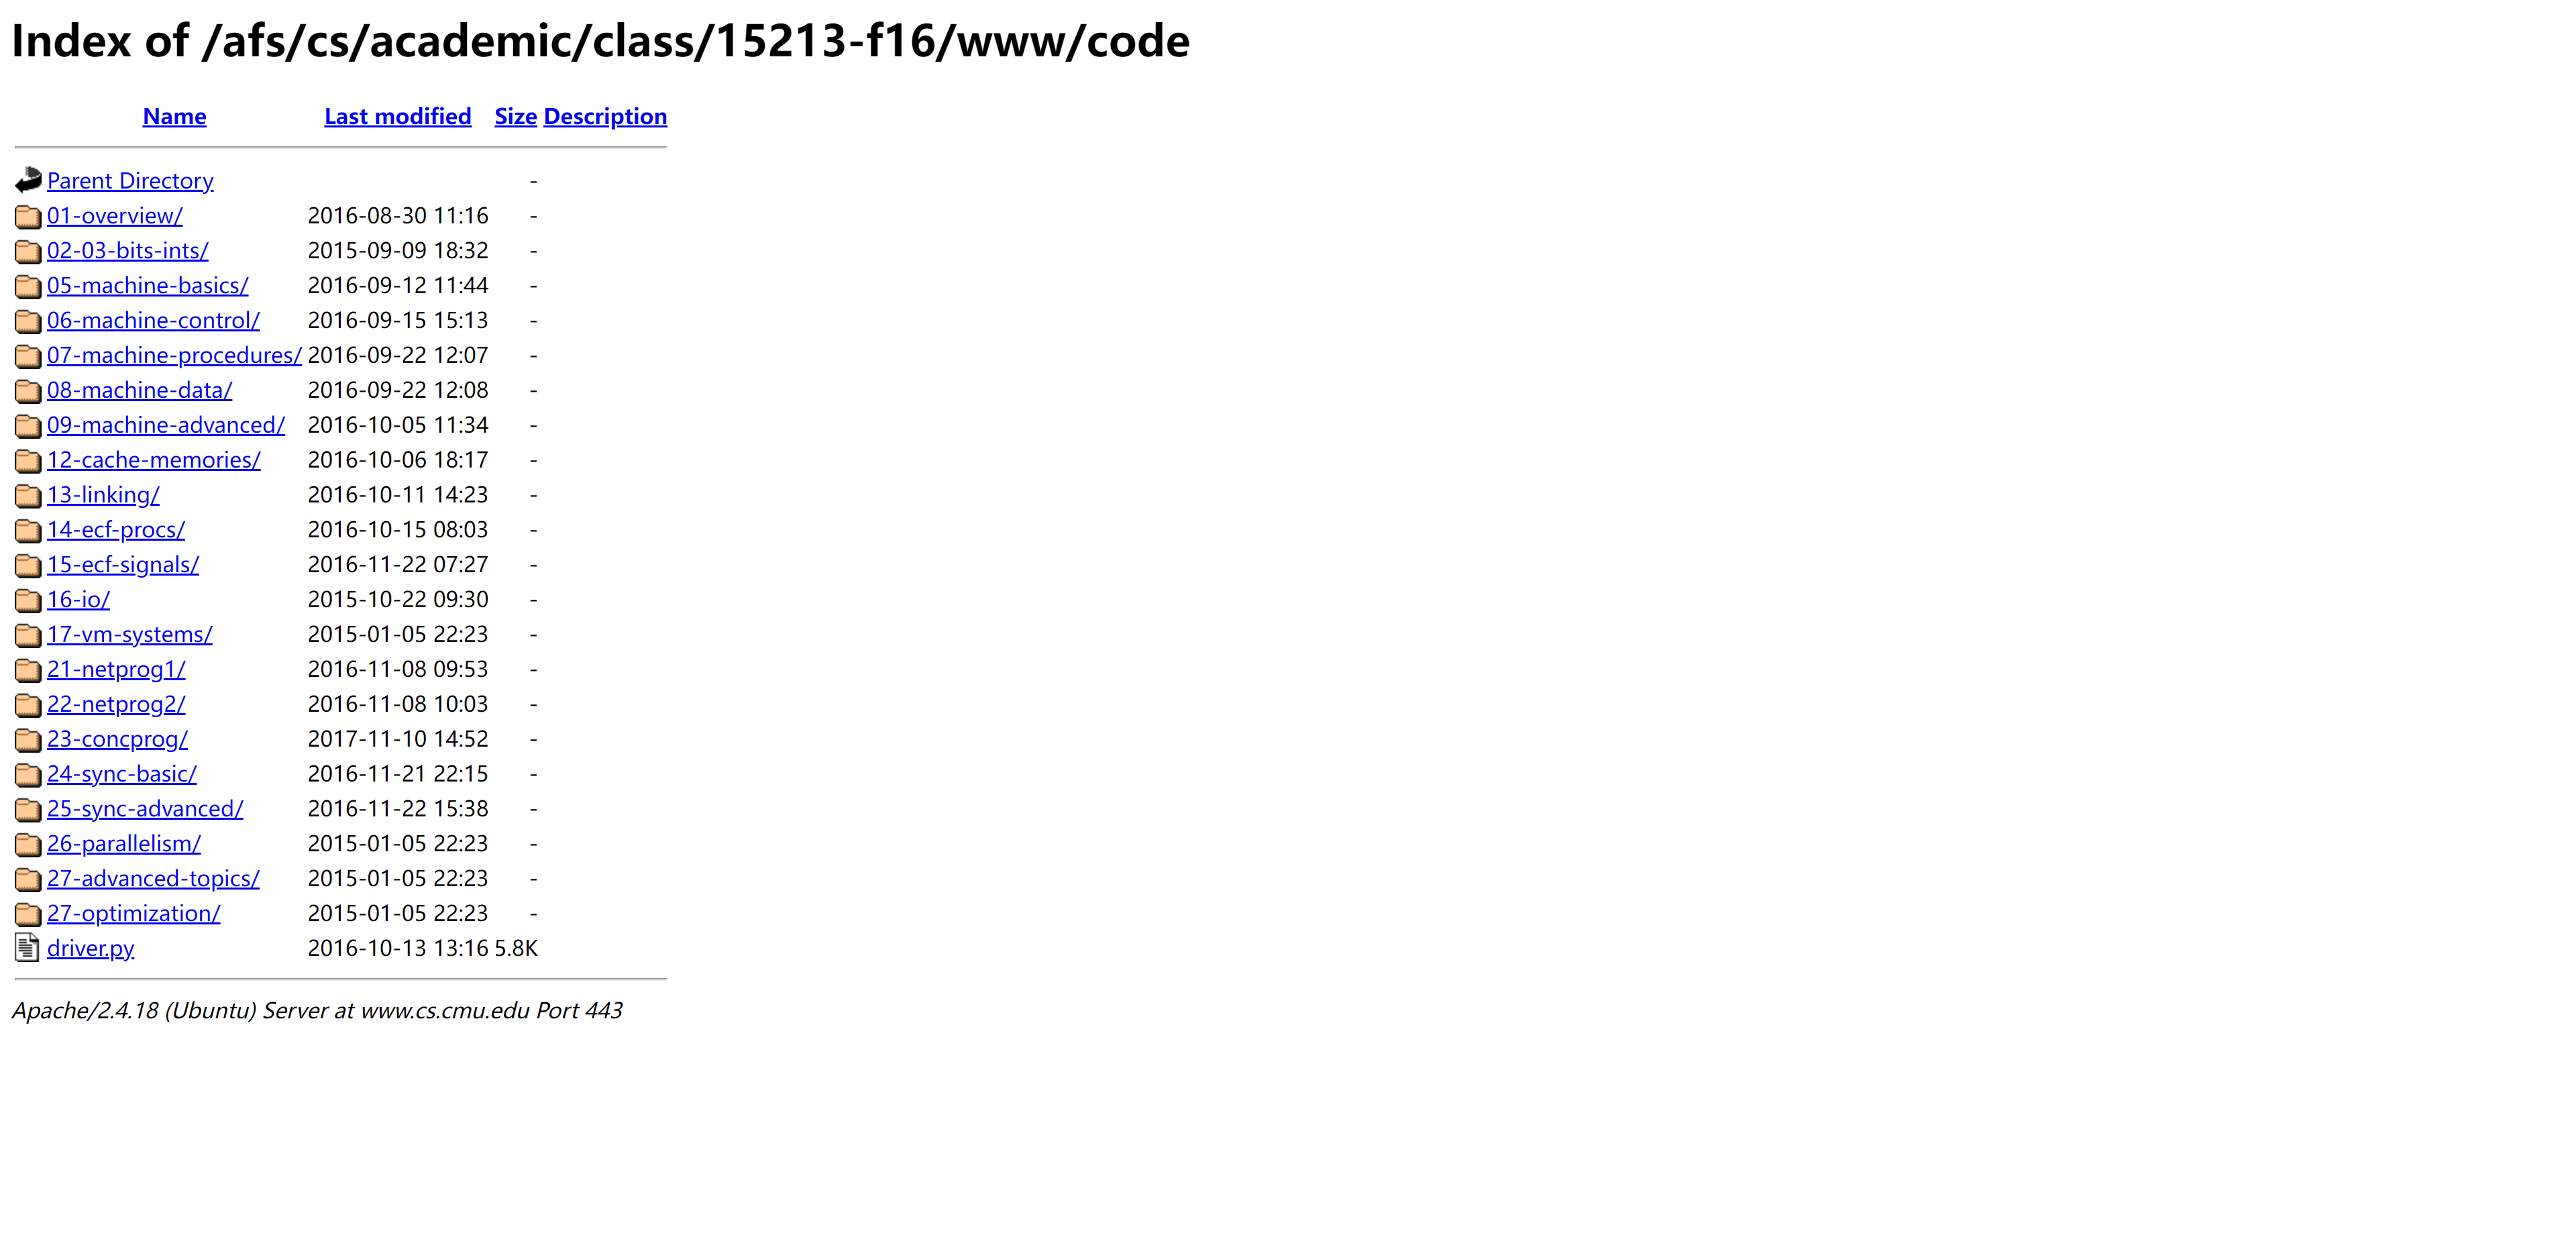 Index of /afs/cs/academic/class/15213-f16/www/code
Name Last modified Size Description
Parent Directory -
01-overview/ 2016-08-30 11:16 -
02-03-bits-ints/ 2015-09-09 18:32 -
05-machine-basics/ 2016-09-12 11:44 -
06-machine-control/ 2016-09-15 15:13 -
07-machine-procedures/ 2016-09-22 12:07 -
08-machine-data/ 2016-09-22 12:08 -
09-machine-advanced/ 2016-10-05 11:34 -
12-cache-memories/ 2016-10-06 18:17 -
13-linking/ 2016-10-11 14:23 -
14-ecf-procs/ 2016-10-15 08:03 -
15-ecf-signals/ 2016-11-22 07:27 -
16-io/ 2015-10-22 09:30 -
17-vm-systems/ 2015-01-05 22:23 -
21-netprog1/ 2016-11-08 09:53 -
22-netprog2/ 2016-11-08 10:03 -
23-concprog/ 2017-11-10 14:52 -
24-sync-basic/ 2016-11-21 22:15 -
25-sync-advanced/ 2016-11-22 15:38 -
26-parallelism/ 2015-01-05 22:23 -
27-advanced-topics/ 2015-01-05 22:23 -
27-optimization/ 2015-01-05 22:23 -
driver.py 2016-10-13 13:16 5.8K
Apache/2.4.18 (Ubuntu) Server at www.cs.cmu.edu Port 443